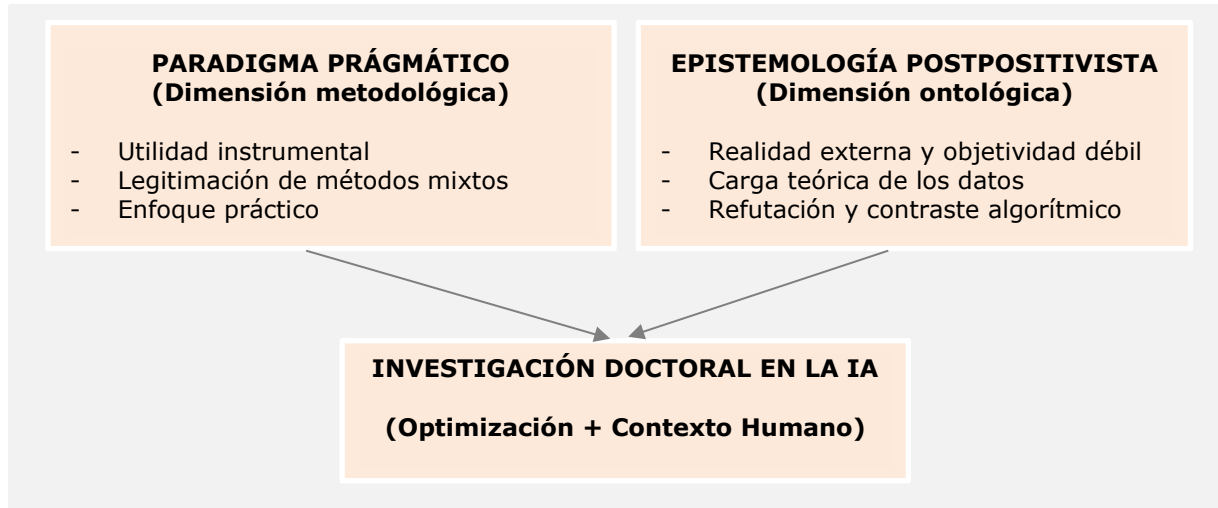 PARADIGMA PRÁGMÁTICO
(Dimensión metodológica)
- Utilidad instrumental
- Legitimación de métodos mixtos
- Enfoque práctico
EPISTEMOLOGÍA POSTPOSITIVISTA
(Dimensión ontológica)
- Realidad externa y objetividad débil
- Carga teórica de los datos
- Refutación y contraste algorítmico
INVESTIGACIÓN DOCTORAL EN LA IA
(Optimización + Contexto Humano)